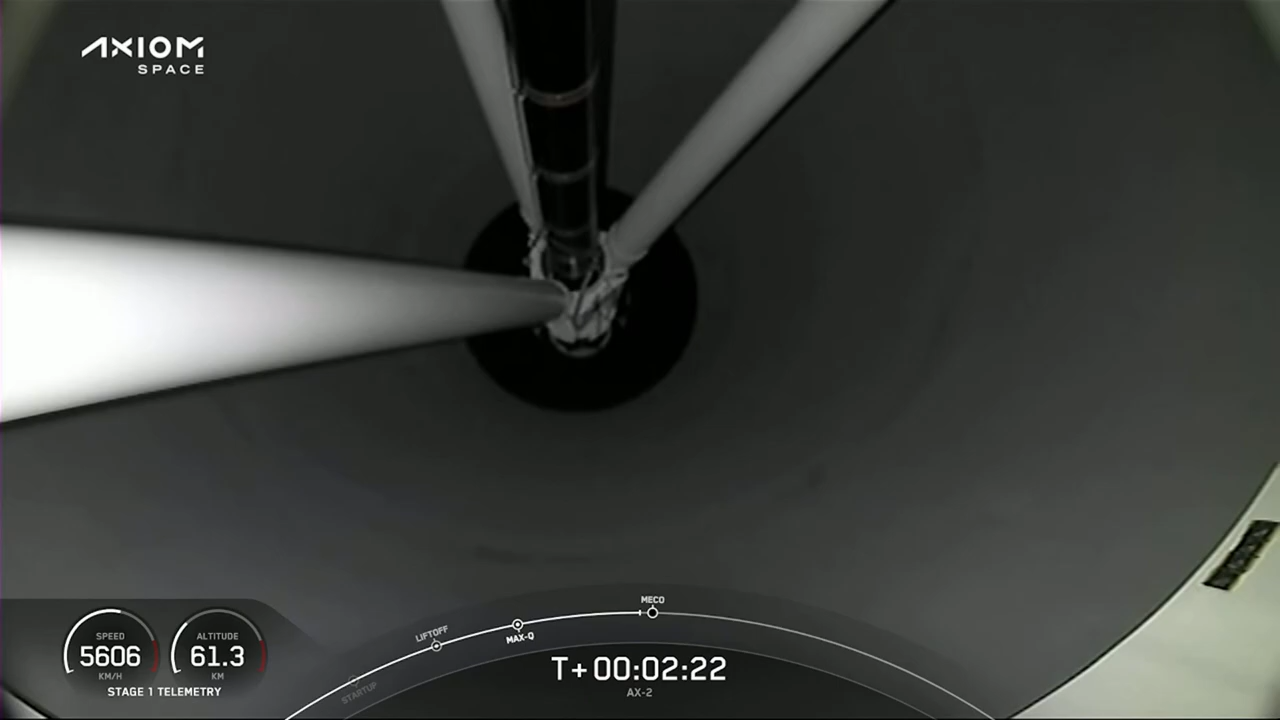 AXIOM
SPACE
MECO
LIFTOFF
MAX-Q
STARTUP
SPEED
5606
KM/H
ALTITUDE
61.3
KM
STAGE 1 TELEMETRY
T+00:02:22
AX-2